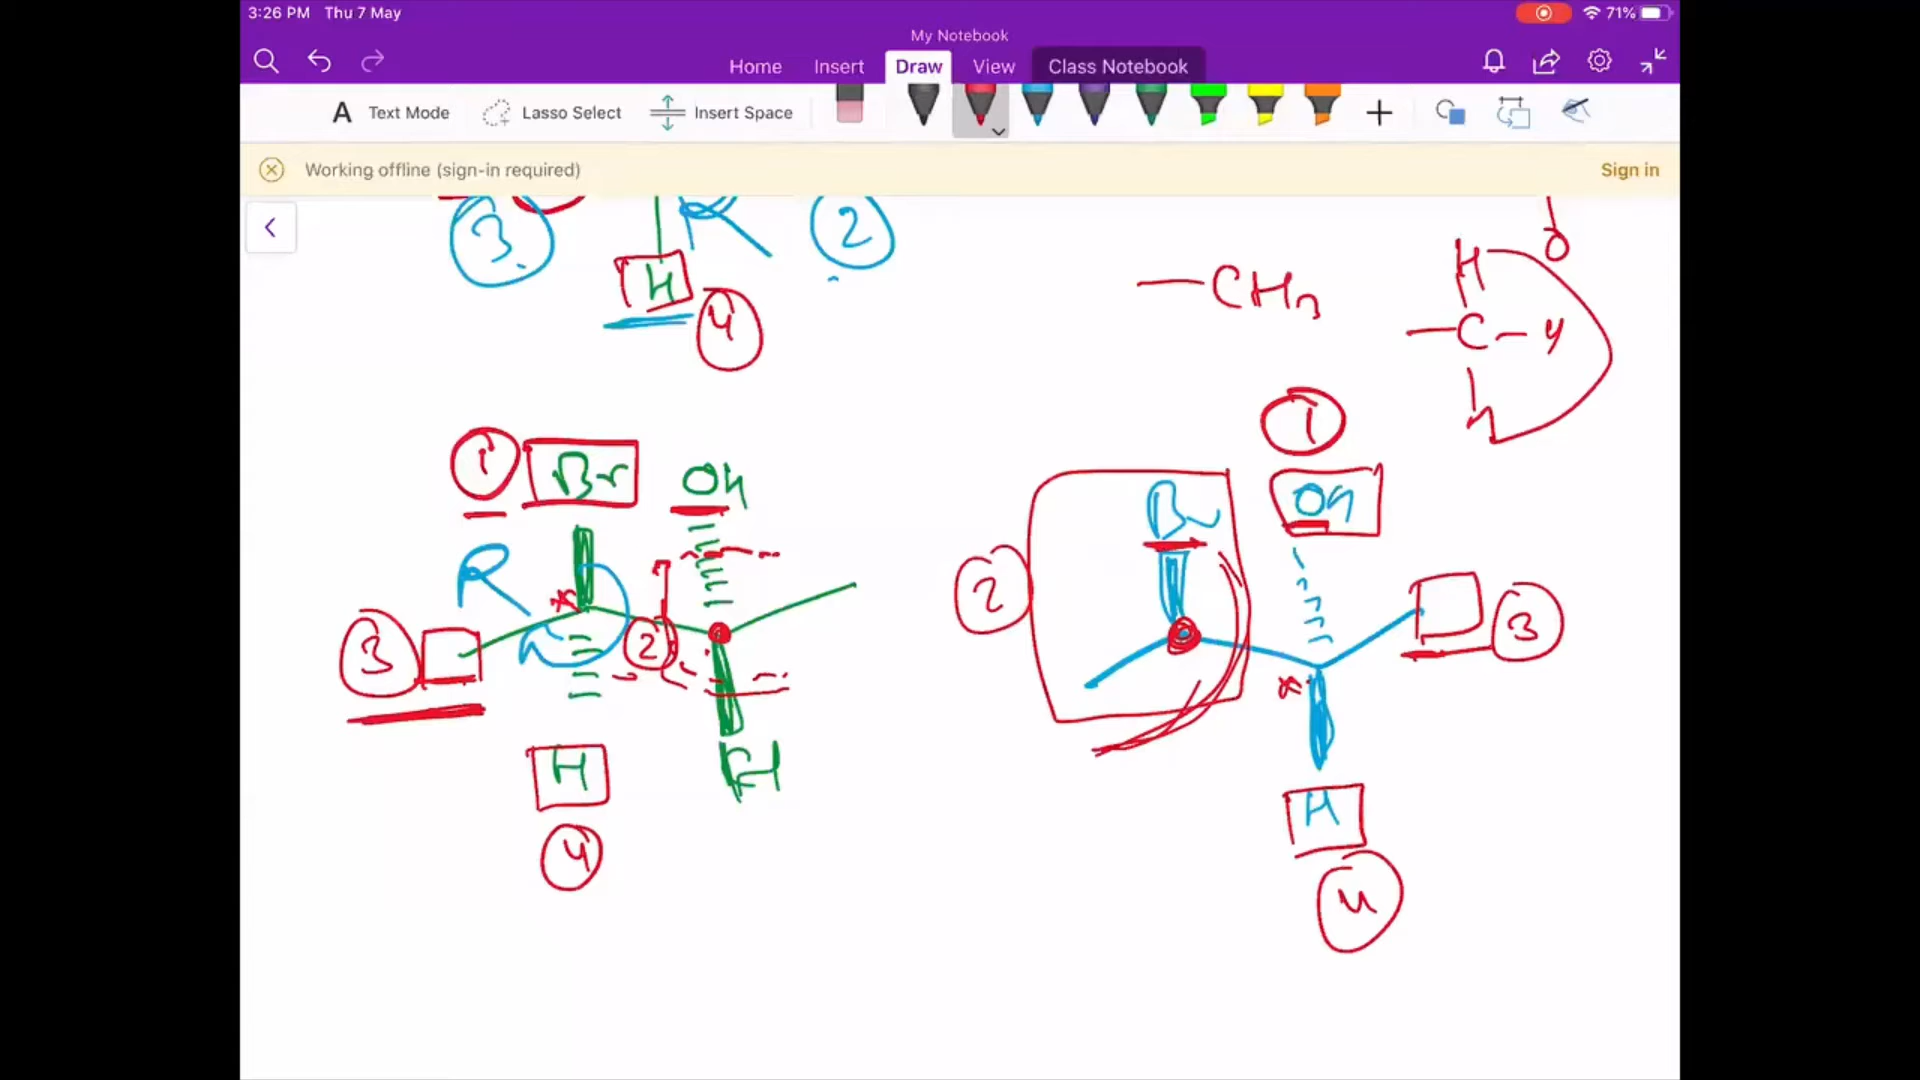 3:26 PM Thu 7 May
71%
My Notebook
Home Insert Draw View Class Notebook
A Text Mode Lasso Select Insert Space
Working offline (sign-in required) Sign in
3 R 2
H
4
—CH3
H
—C—H
H
1 Br OH
R
3 2
H H
4
1
OH
Br
2 3
H
4